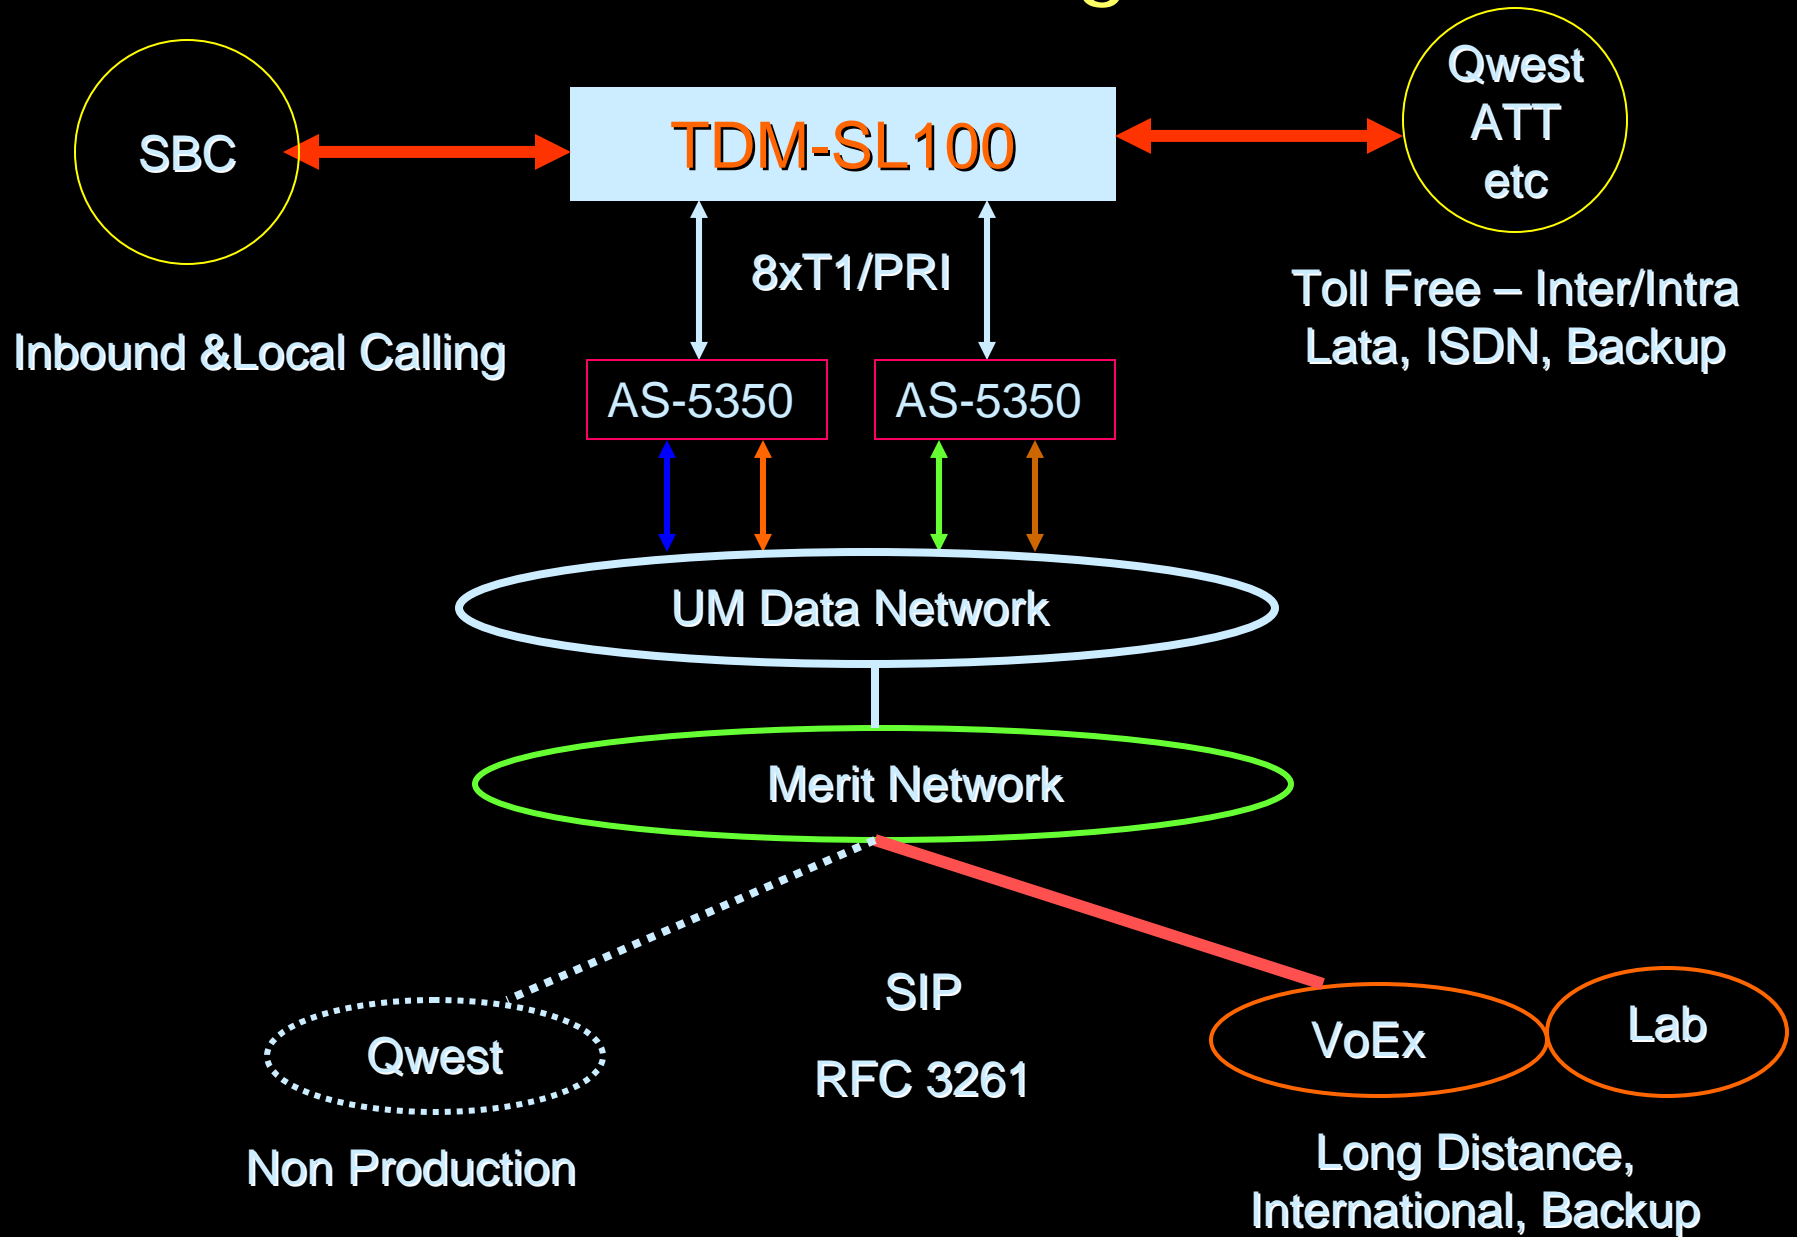 SBC
TDM-SL100
Qwest
ATT
etc
8xT1/PRI
Inbound &Local Calling
Toll Free – Inter/Intra
Lata, ISDN, Backup
AS-5350
AS-5350
UM Data Network
Merit Network
SIP
RFC 3261
Qwest
Non Production
VoEx
Lab
Long Distance,
International, Backup